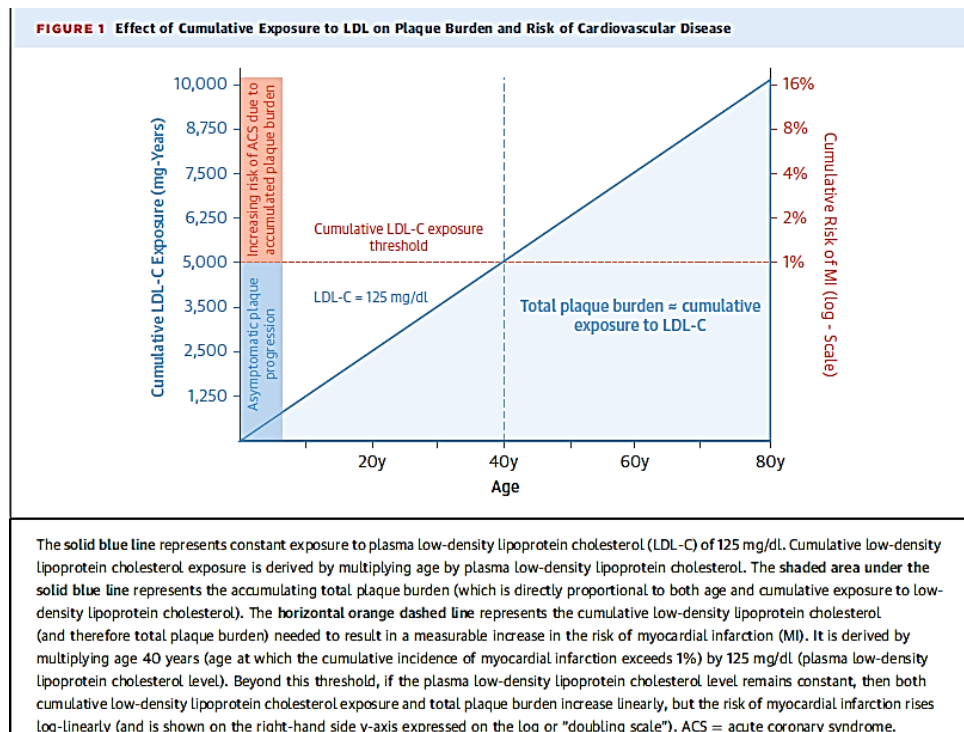 FIGURE 1 Effect of Cumulative Exposure to LDL on Plaque Burden and Risk of Cardiovascular Disease
Cumulative LDL-C Exposure (mg-Years)
10,000
8,750
7,500
6,250
5,000
3,500
2,500
1,250
Increasing risk of ACS due to
accumulated plaque burden
Asymptomatic plaque
progression
Cumulative LDL-C exposure
threshold
LDL-C = 125 mg/dl
Total plaque burden ≈ cumulative
exposure to LDL-C
16%
8%
4%
2%
1%
Cumulative Risk of MI (log - Scale)
20y
40y
60y
80y
Age
The solid blue line represents constant exposure to plasma low-density lipoprotein cholesterol (LDL-C) of 125 mg/dl. Cumulative low-density
lipoprotein cholesterol exposure is derived by multiplying age by plasma low-density lipoprotein cholesterol. The shaded area under the
solid blue line represents the accumulating total plaque burden (which is directly proportional to both age and cumulative exposure to low-
density lipoprotein cholesterol). The horizontal orange dashed line represents the cumulative low-density lipoprotein cholesterol
(and therefore total plaque burden) needed to result in a measurable increase in the risk of myocardial infarction (MI). It is derived by
multiplying age 40 years (age at which the cumulative incidence of myocardial infarction exceeds 1%) by 125 mg/dl (plasma low-density
lipoprotein cholesterol level). Beyond this threshold, if the plasma low-density lipoprotein cholesterol level remains constant, then both
cumulative low-density lipoprotein cholesterol exposure and total plaque burden increase linearly, but the risk of myocardial infarction rises
log-linearly (and is shown on the right-hand side y-axis expressed on the log or "doubling scale"). ACS = acute coronary syndrome.